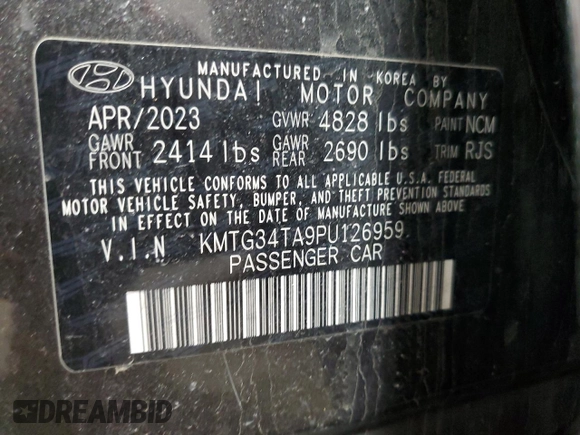 MANUFACTURED IN KOREA BY
HYUNDAI MOTOR COMPANY
APR/2023 GVWR 4828 lbs PAINT NCM
GAWR FRONT 2414 lbs GAWR REAR 2690 lbs TRIM RJS
THIS VEHICLE CONFORMS TO ALL APPLICABLE U.S.A. FEDERAL
MOTOR VEHICLE SAFETY, BUMPER, AND THEFT PREVENTION STANDARDS
IN EFFECT ON THE DATE OF MANUFACTURE SHOWN ABOVE.
V.I.N KMTG34TA9PU126959
PASSENGER CAR
DREAMBID